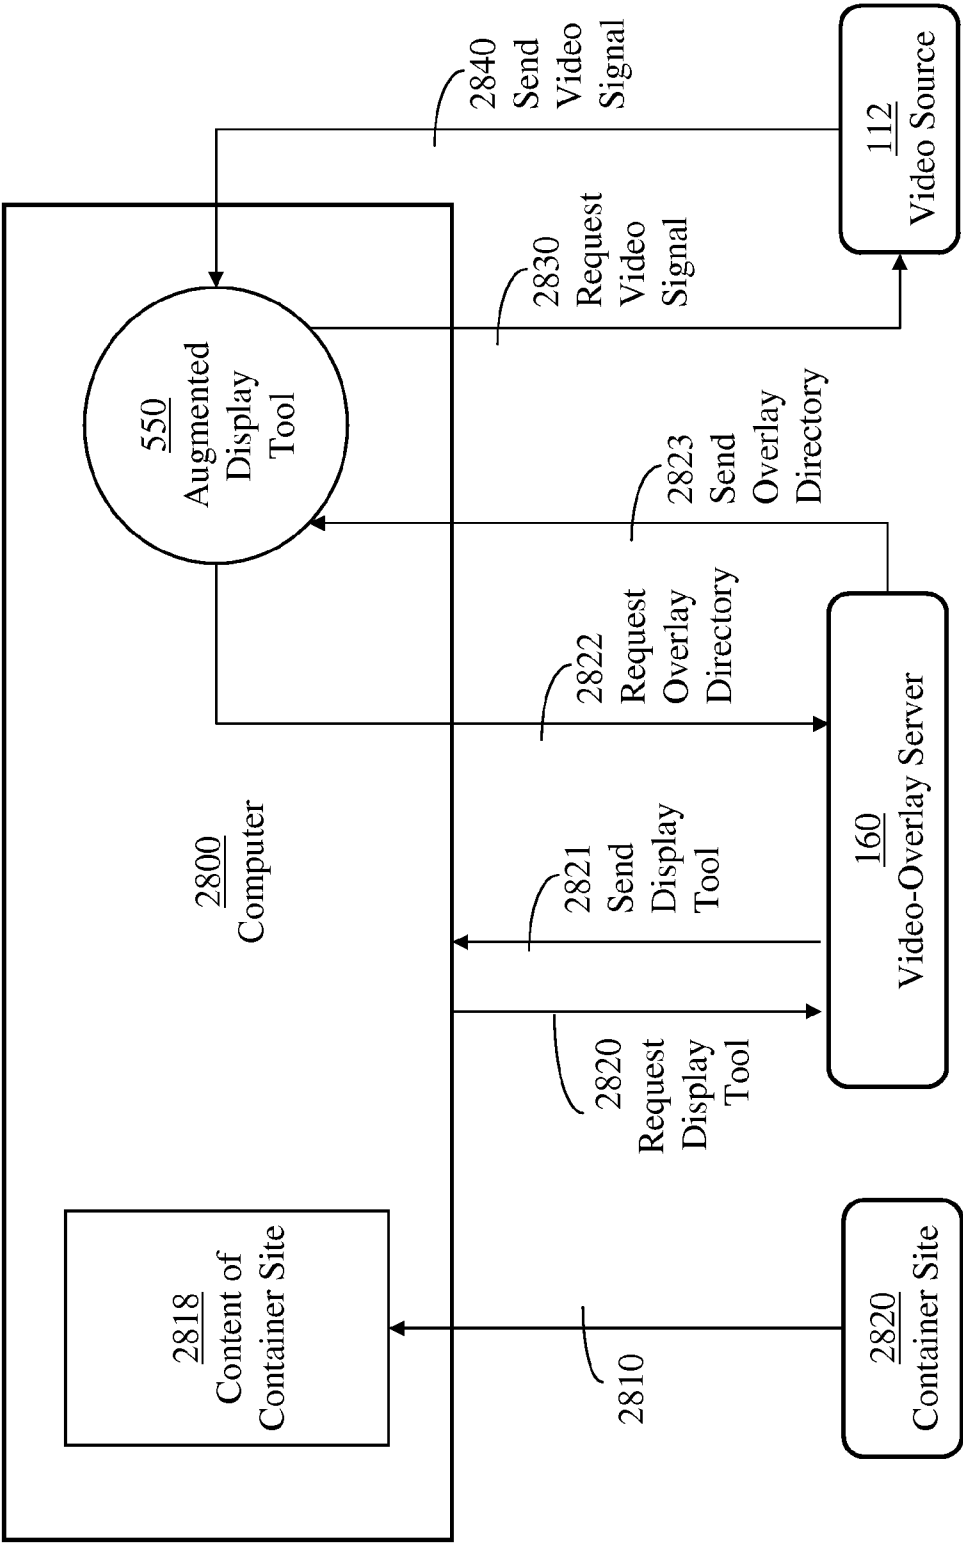 2800
Computer
2818
Content of
Container Site
550
Augmented
Display
Tool
2810
2820
Request
Display
Tool
2821
Send
Display
Tool
2822
Request
Overlay
Directory
2823
Send
Overlay
Directory
2830
Request
Video
Signal
2840
Send
Video
Signal
2820
Container Site
160
Video-Overlay Server
112
Video Source